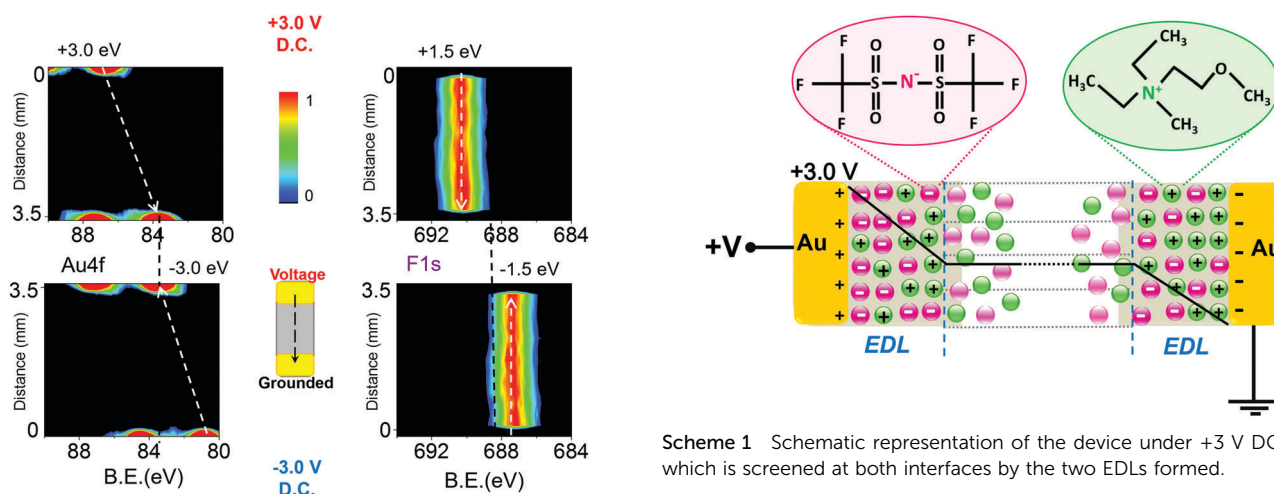 +3.0 V
D.C.
+3.0 eV
+1.5 eV
Distance (mm)
0
3.5
88
84
80
1
0
Distance (mm)
0
3.5
692
688
684
Au4f
-3.0 eV
F1s
-1.5 eV
Voltage
Grounded
Distance (mm)
3.5
0
88
84
80
B.E.(eV)
Distance (mm)
3.5
0
692
688
684
B.E.(eV)
-3.0 V
D.C.
F
F
F
O
S
O
N-
O
S
O
F
F
F
CH3
H3C
N+
O
CH3
CH3
+3.0 V
+V
Au
Au
EDL
EDL
Scheme 1 Schematic representation of the device under +3 V DC
which is screened at both interfaces by the two EDLs formed.